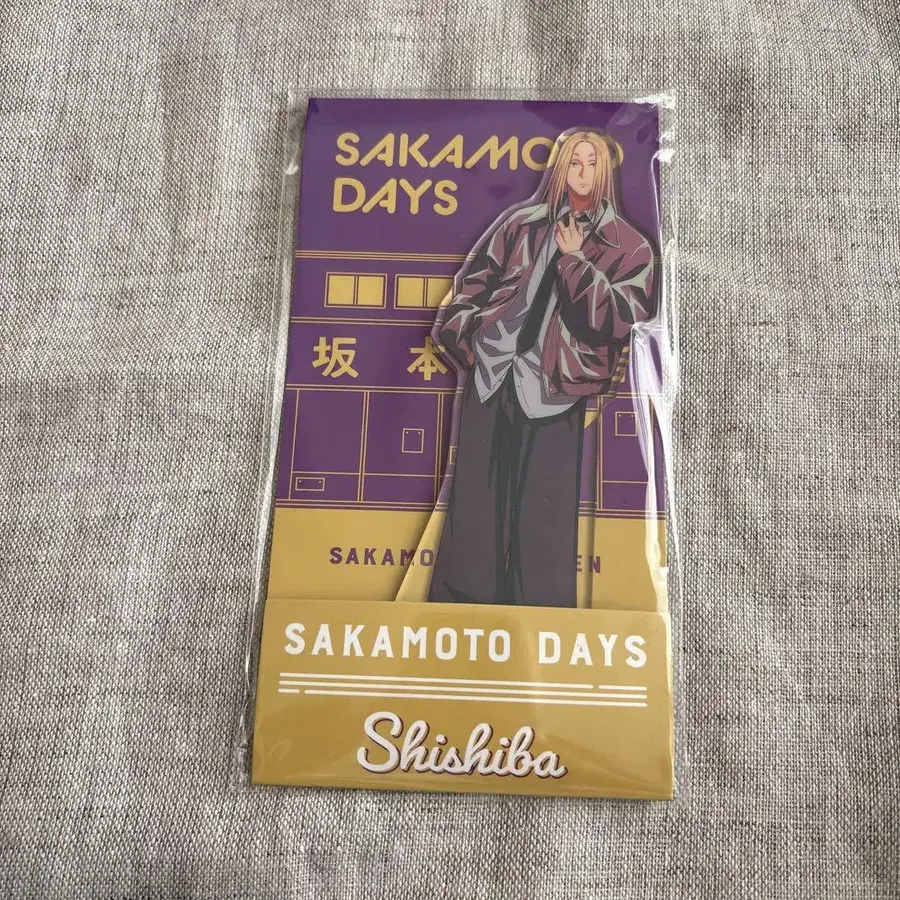 SAKAMOTO
DAYS
坂 本
SAKAMO EN
SAKAMOTO DAYS
Shishiba